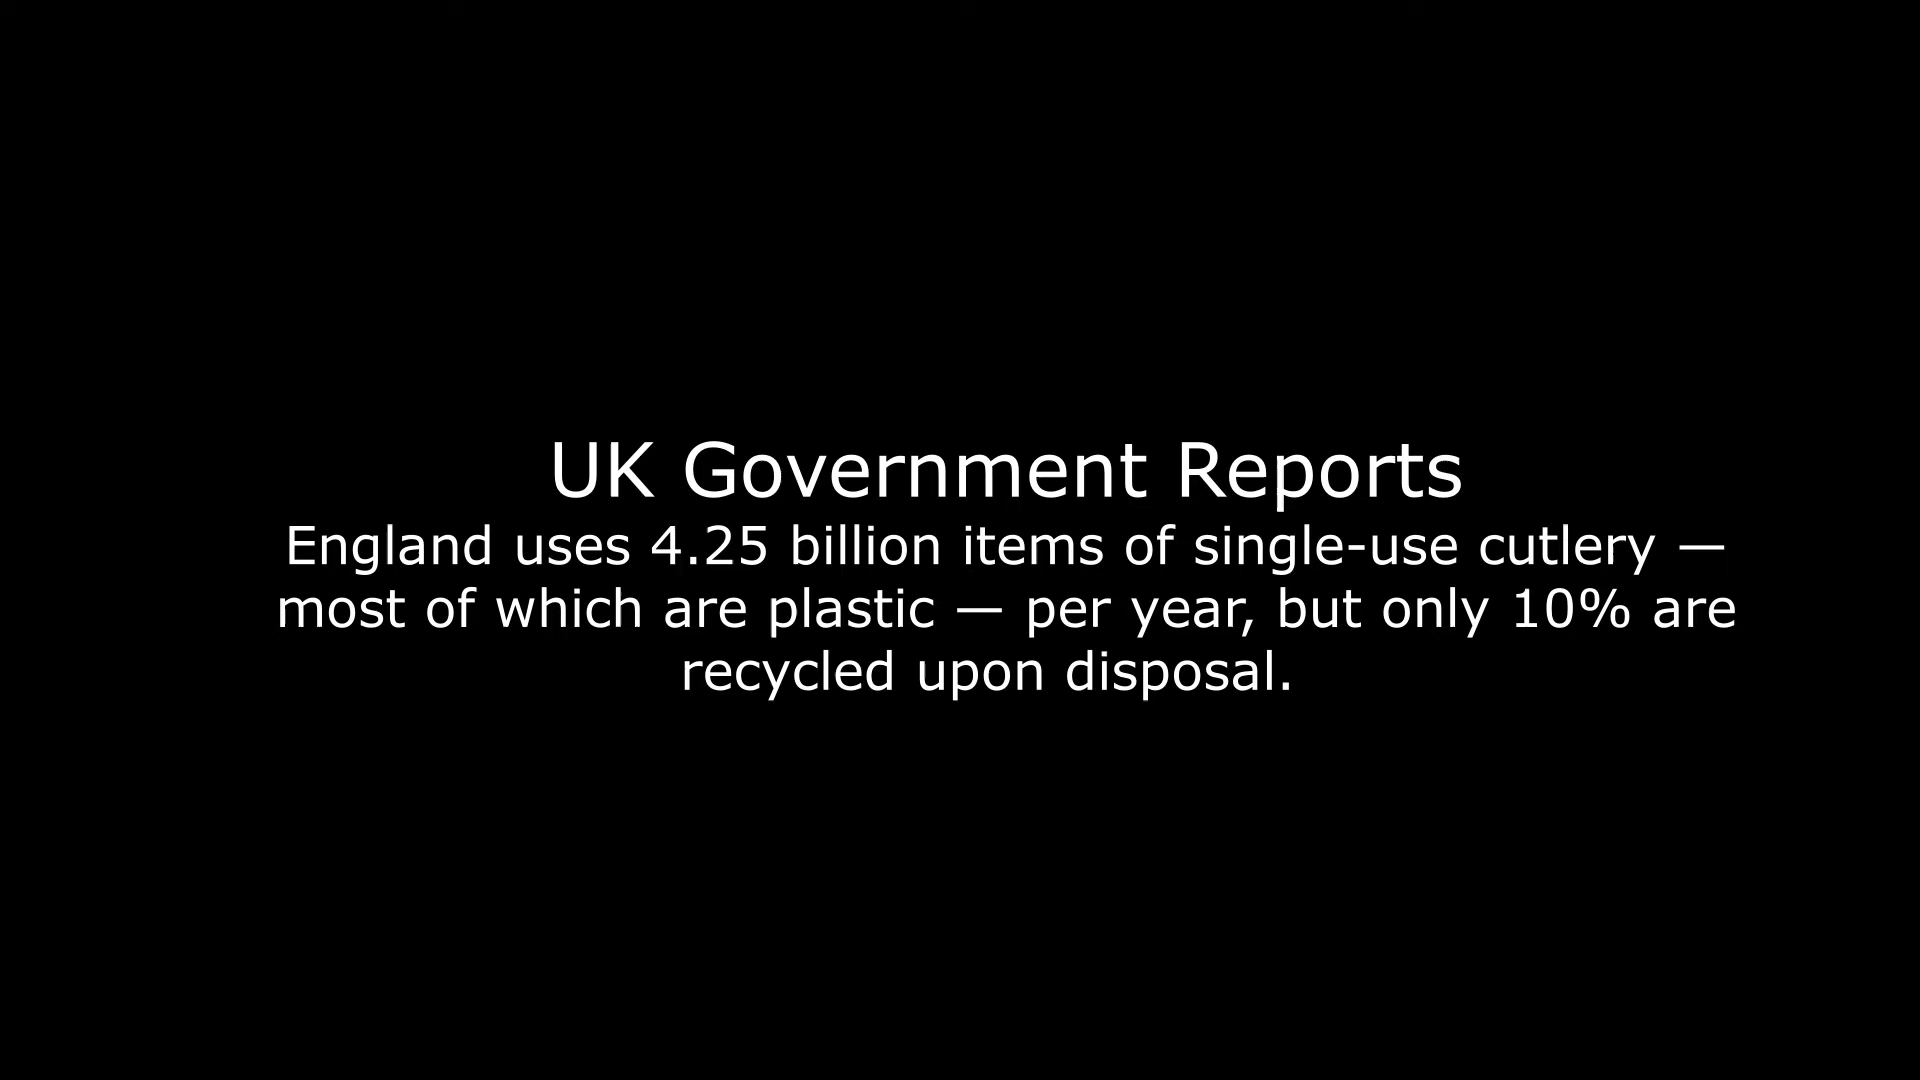 UK Government Reports
England uses 4.25 billion items of single-use cutlery —
most of which are plastic — per year, but only 10% are
recycled upon disposal.